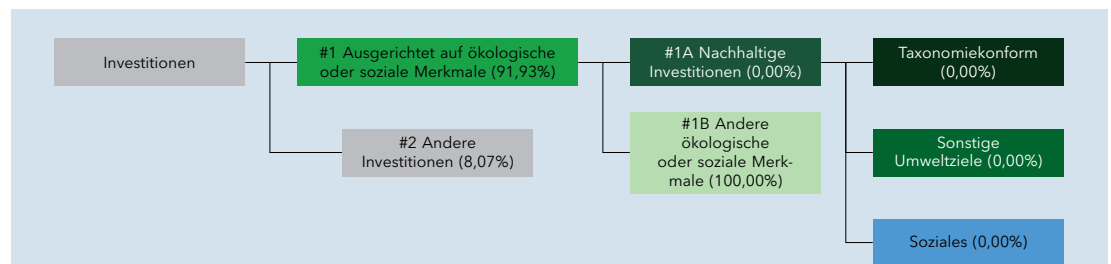 Investitionen
#1 Ausgerichtet auf ökologische
oder soziale Merkmale (91,93%)
#2 Andere
Investitionen (8,07%)
#1A Nachhaltige
Investitionen (0,00%)
#1B Andere
ökologische
oder soziale Merk-
male (100,00%)
Taxonomiekonform
(0,00%)
Sonstige
Umweltziele (0,00%)
Soziales (0,00%)